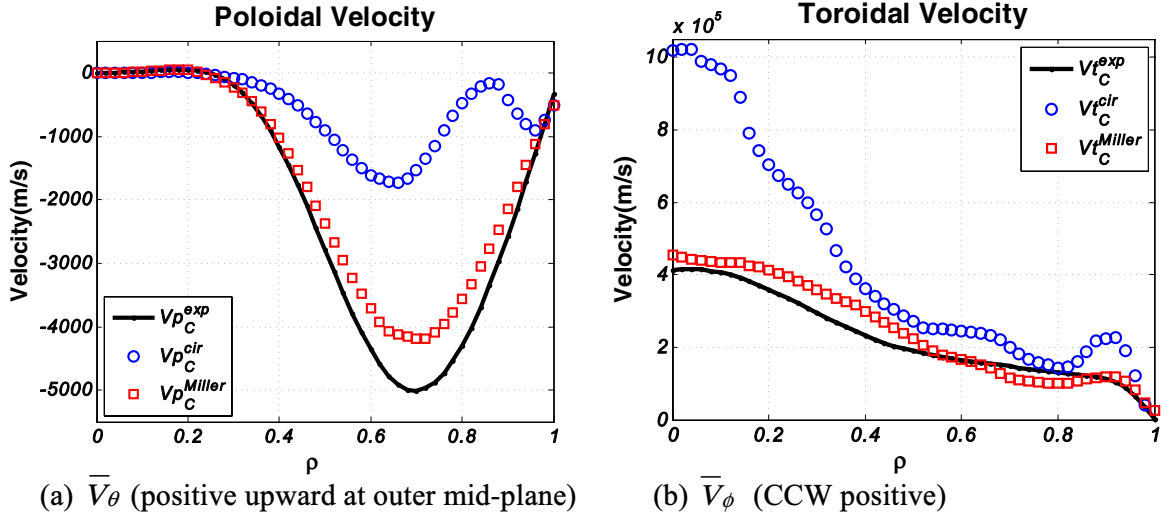 Poloidal Velocity
0
-1000
-2000
-3000
-4000
-5000
Velocity(m/s)
Vp_C^exp
Vp_C^cir
Vp_C^Miller
0 0.2 0.4 0.6 0.8 1
ρ
(a) V̅θ (positive upward at outer mid-plane)
Toroidal Velocity
x 10^5
10
8
6
4
2
0
Velocity(m/s)
Vt_C^exp
Vt_C^cir
Vt_C^Miller
0 0.2 0.4 0.6 0.8 1
ρ
(b) V̅ϕ (CCW positive)